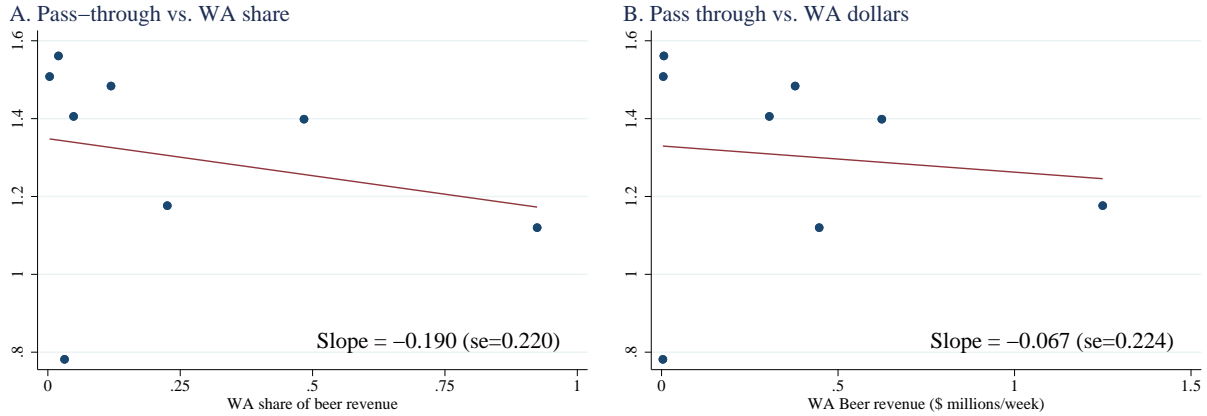 A. Pass−through vs. WA share
1.6
1.4
1.2
1
.8
Slope = −0.190 (se=0.220)
0 .25 .5 .75 1
WA share of beer revenue
B. Pass through vs. WA dollars
1.6
1.4
1.2
1
.8
Slope = −0.067 (se=0.224)
0 .5 1 1.5
WA Beer revenue ($ millions/week)